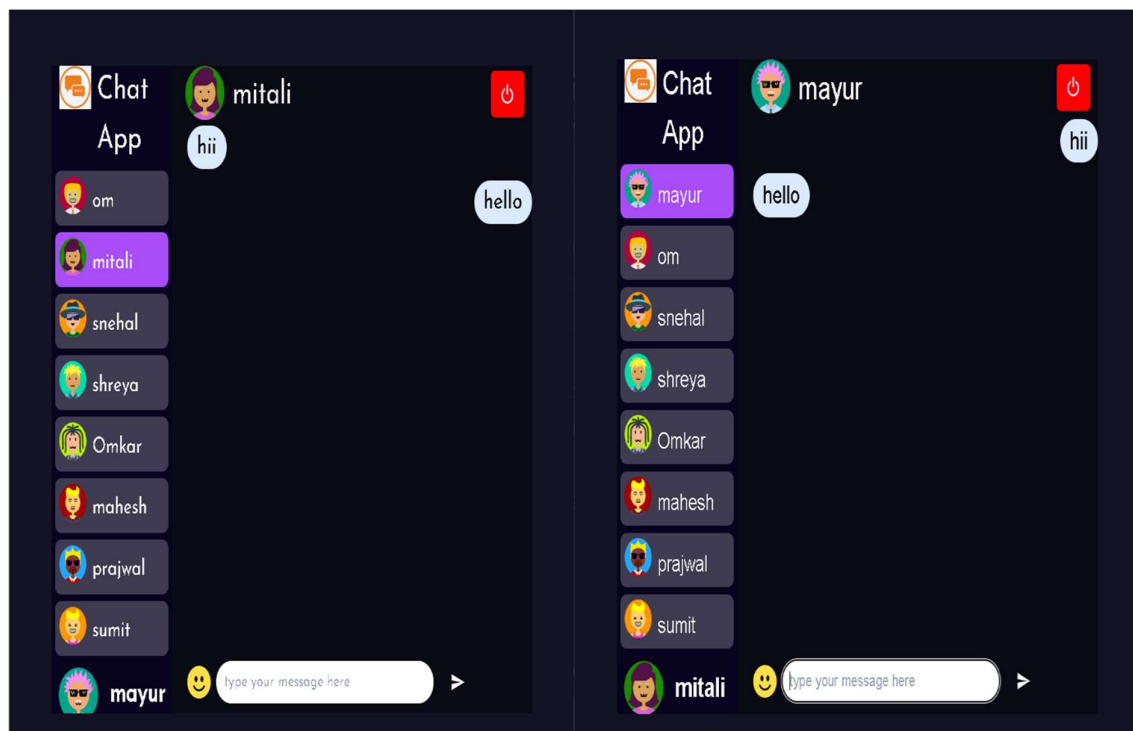 Chat
App
om
mitali
snehal
shreya
Omkar
mahesh
prajwal
sumit
mayur
mitali
hii
hello
type your message here
Chat
App
mayur
om
snehal
shreya
Omkar
mahesh
prajwal
sumit
mitali
mayur
hii
hello
type your message here